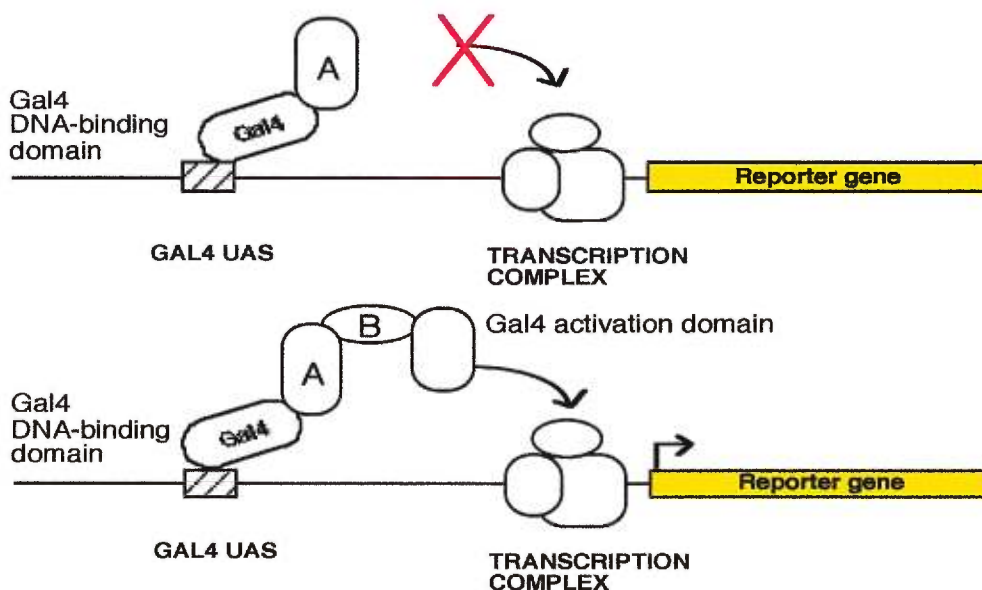 A
Gal4
DNA-binding
domain
Gal4
Reporter gene
GAL4 UAS
TRANSCRIPTION
COMPLEX
B
Gal4 activation domain
A
Gal4
DNA-binding
domain
Gal4
Reporter gene
GAL4 UAS
TRANSCRIPTION
COMPLEX